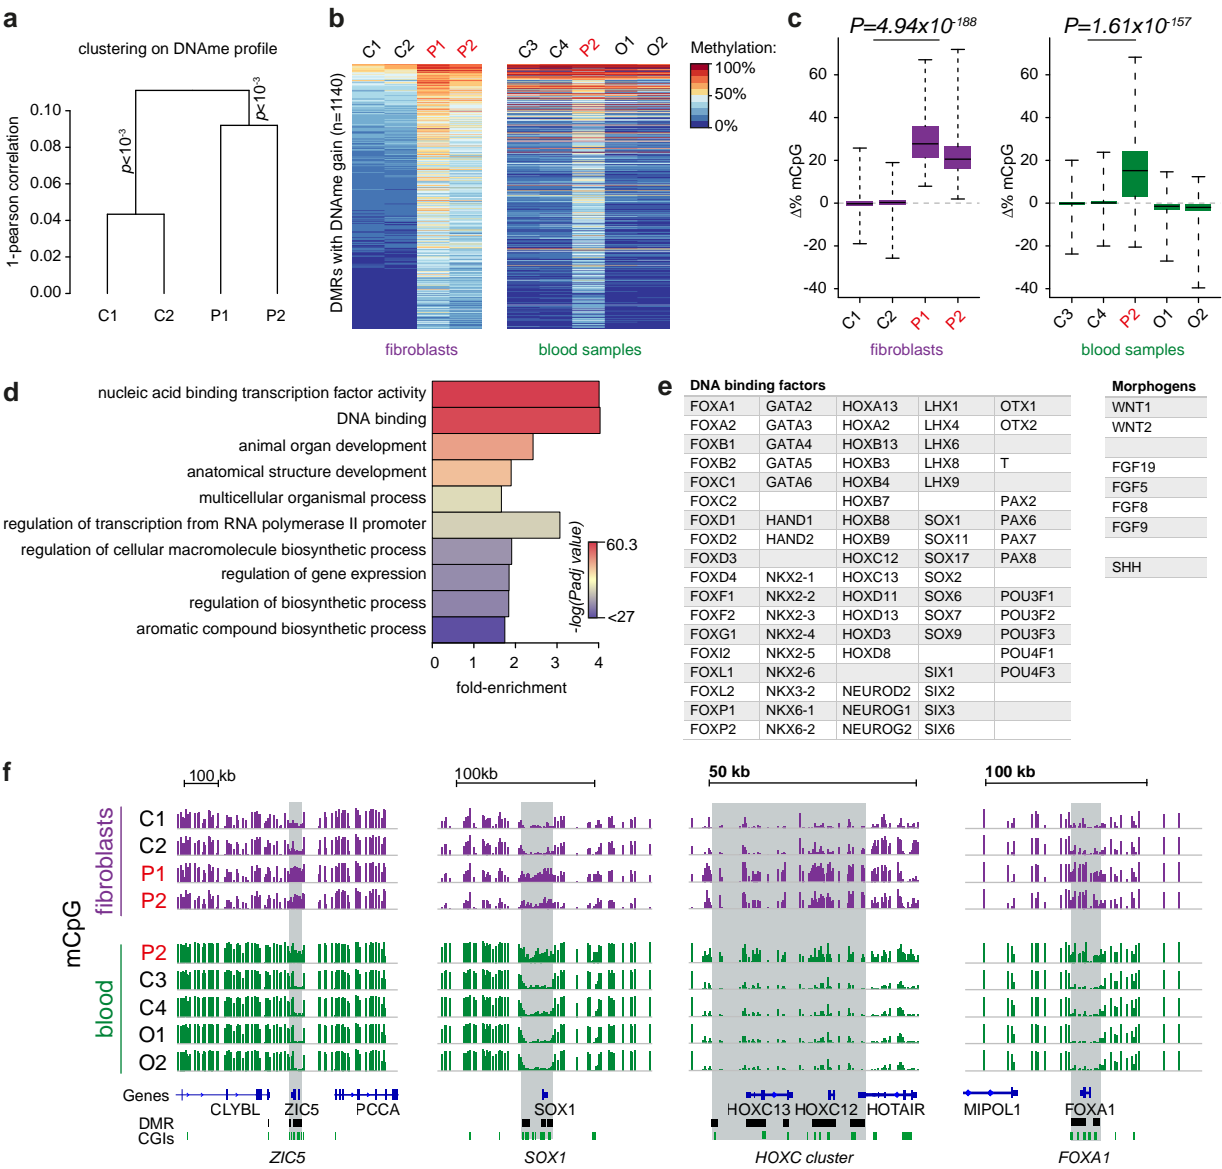 a
clustering on DNAme profile
1-pearson correlation
0.10
0.08
0.06
0.04
0.02
0.00
p<10-3
p<10-3
C1 C2 P1 P2
b
C1 C2 P1 P2 C3 C4 P2 O1 O2
DMRs with DNAme gain (n=1140)
fibroblasts blood samples
Methylation:
100%
50%
0%
c
P=4.94x10-188 P=1.61x10-157
Δ% mCpG
60
40
20
0
-20
-40
C1 C2 P1 P2
fibroblasts
Δ% mCpG
60
40
20
0
-20
-40
C3 C4 P2 O1 O2
blood samples
d
nucleic acid binding transcription factor activity
DNA binding
animal organ development
anatomical structure development
multicellular organismal process
regulation of transcription from RNA polymerase II promoter
regulation of cellular macromolecule biosynthetic process
regulation of gene expression
regulation of biosynthetic process
aromatic compound biosynthetic process
0 1 2 3 4
fold-enrichment
-log(Padj value)
60.3
<27
e
DNA binding factors Morphogens
FOXA1 GATA2 HOXA13 LHX1 OTX1 WNT1
FOXA2 GATA3 HOXA2 LHX4 OTX2 WNT2
FOXB1 GATA4 HOXB13 LHX6
FOXB2 GATA5 HOXB3 LHX8 T FGF19
FOXC1 GATA6 HOXB4 LHX9 FGF5
FOXC2 HOXB7 PAX2 FGF8
FOXD1 HAND1 HOXB8 SOX1 PAX6 FGF9
FOXD2 HAND2 HOXB9 SOX11 PAX7
FOXD3 HOXC12 SOX17 PAX8 SHH
FOXD4 NKX2-1 HOXC13 SOX2
FOXF1 NKX2-2 HOXD11 SOX6 POU3F1
FOXF2 NKX2-3 HOXD13 SOX7 POU3F2
FOXG1 NKX2-4 HOXD3 SOX9 POU3F3
FOXI2 NKX2-5 HOXD8 POU4F1
FOXL1 NKX2-6 SIX1 POU4F3
FOXL2 NKX3-2 NEUROD2 SIX2
FOXP1 NKX6-1 NEUROG1 SIX3
FOXP2 NKX6-2 NEUROG2 SIX6
f
100 kb 100kb 50 kb 100 kb
mCpG
fibroblasts
C1
C2
P1
P2
blood
P2
C3
C4
O1
O2
Genes
CLYBL ZIC5 PCCA SOX1 HOXC13 HOXC12 HOTAIR MIPOL1 FOXA1
DMR
CGIs
ZIC5 SOX1 HOXC cluster FOXA1